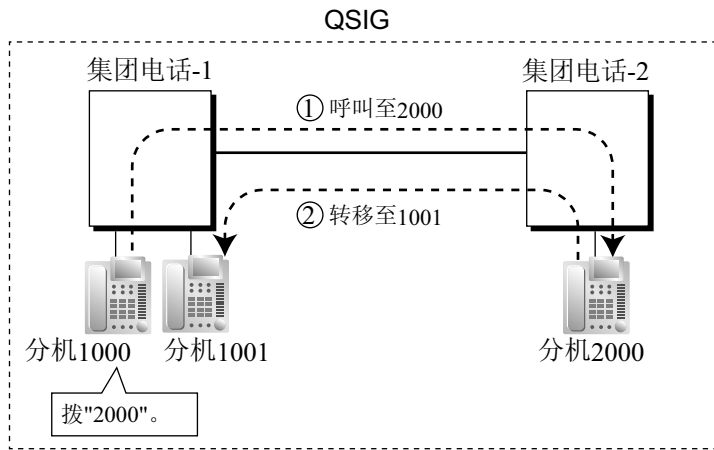 QSIG
集团电话-1
集团电话-2
① 呼叫至2000
② 转移至1001
分机1000
分机1001
分机2000
拨"2000"。